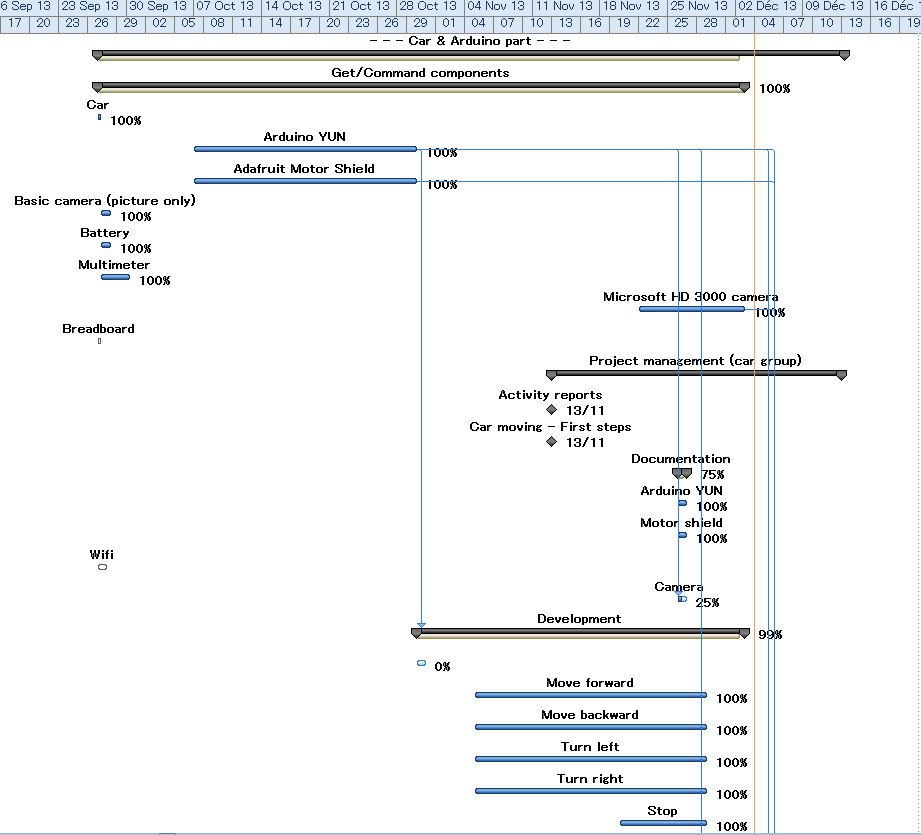 6 Sep 13 23 Sep 13 30 Sep 13 07 Oct 13 14 Oct 13 21 Oct 13 28 Oct 13 04 Nov 13 11 Nov 13 18 Nov 13 25 Nov 13 02 Déc 13 09 Déc 13 16 Déc
17 20 23 26 29 02 05 08 11 14 17 20 23 26 29 01 04 07 10 13 16 19 22 25 28 01 04 07 10 13 16 19
- - - Car & Arduino part - - -
Get/Command components
100%
Car
100%
Arduino YUN
100%
Adafruit Motor Shield
100%
Basic camera (picture only)
100%
Battery
100%
Multimeter
100%
Microsoft HD 3000 camera
100%
Breadboard
Project management (car group)
Activity reports
13/11
Car moving - First steps
13/11
Documentation
75%
Arduino YUN
100%
Motor shield
100%
Wifi
Camera
25%
Development
99%
0%
Move forward
100%
Move backward
100%
Turn left
100%
Turn right
100%
Stop
100%